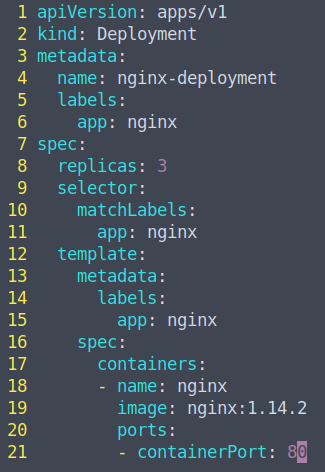 1 apiVersion: apps/v1
2 kind: Deployment
3 metadata:
4   name: nginx-deployment
5   labels:
6     app: nginx
7 spec:
8   replicas: 3
9   selector:
10     matchLabels:
11       app: nginx
12   template:
13     metadata:
14       labels:
15         app: nginx
16     spec:
17       containers:
18       - name: nginx
19         image: nginx:1.14.2
20         ports:
21         - containerPort: 80